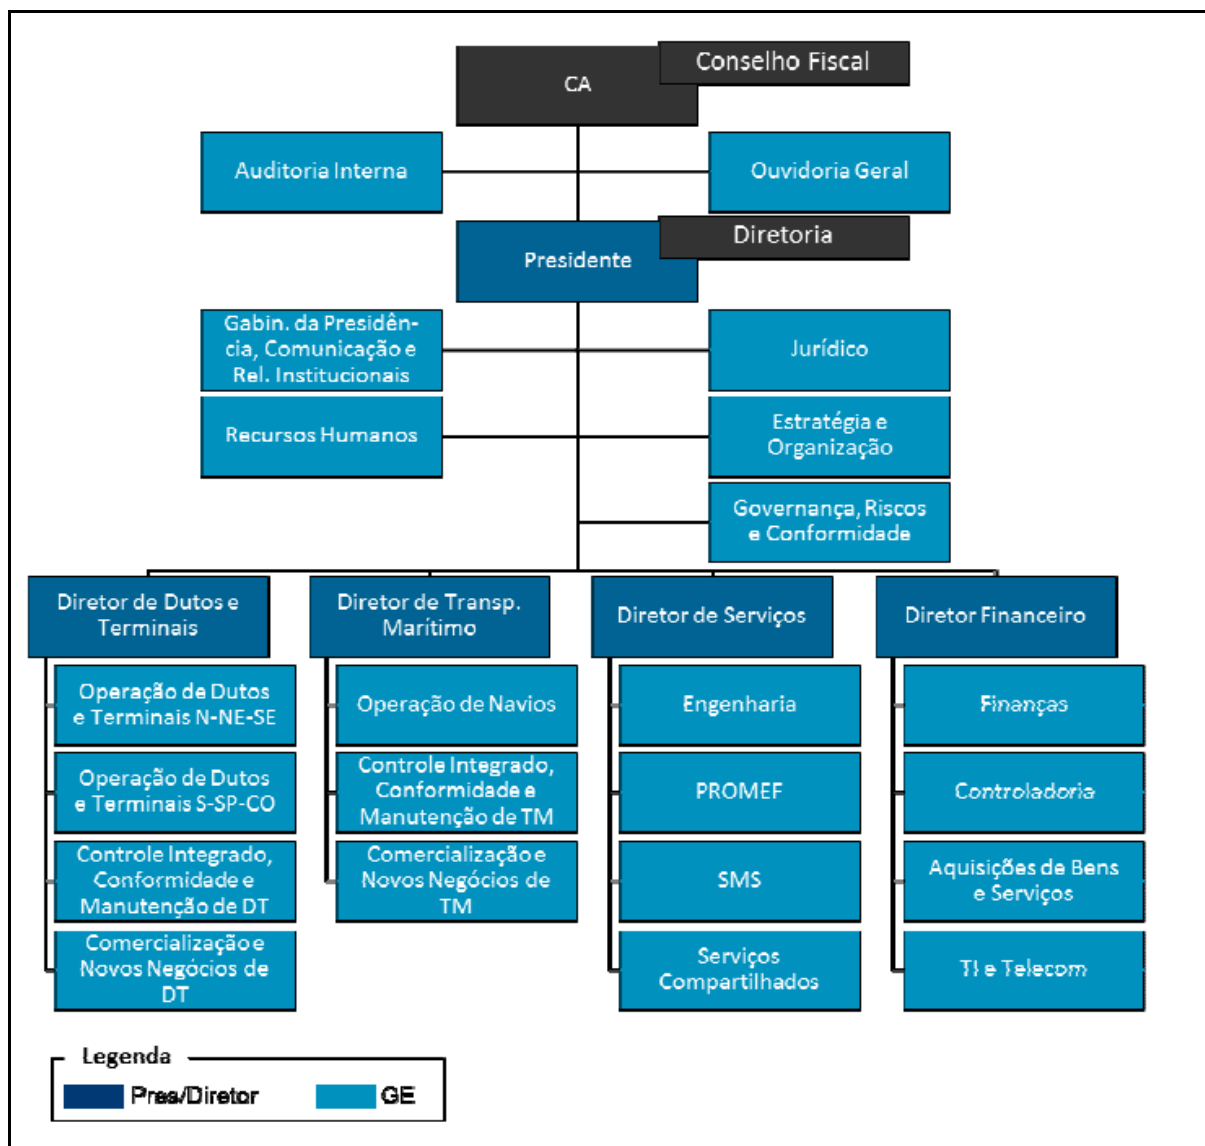 Conselho Fiscal
CA
Auditoria Interna
Ouvidoria Geral
Diretoria
Presidente
Gabin. da Presidên-
cia, Comunicação e
Rel. Institucionais
Jurídico
Recursos Humanos
Estratégia e
Organização
Governança, Riscos
e Conformidade
Diretor de Dutos e
Terminais
Diretor de Transp.
Marítimo
Diretor de Serviços
Diretor Financeiro
Operação de Dutos
e Terminais N-NE-SE
Operação de Navios
Engenharia
Finanças
Operação de Dutos
e Terminais S-SP-CO
Controle Integrado,
Conformidade e
Manutenção de TM
PROMEF
Controladoria
Controle Integrado,
Conformidade e
Manutenção de DT
Comercialização e
Novos Negócios de
TM
SMS
Aquisições de Bens
e Serviços
Comercialização e
Novos Negócios de
DT
Serviços
Compartilhados
TI e Telecom
Legenda
Pres/Diretor
GE